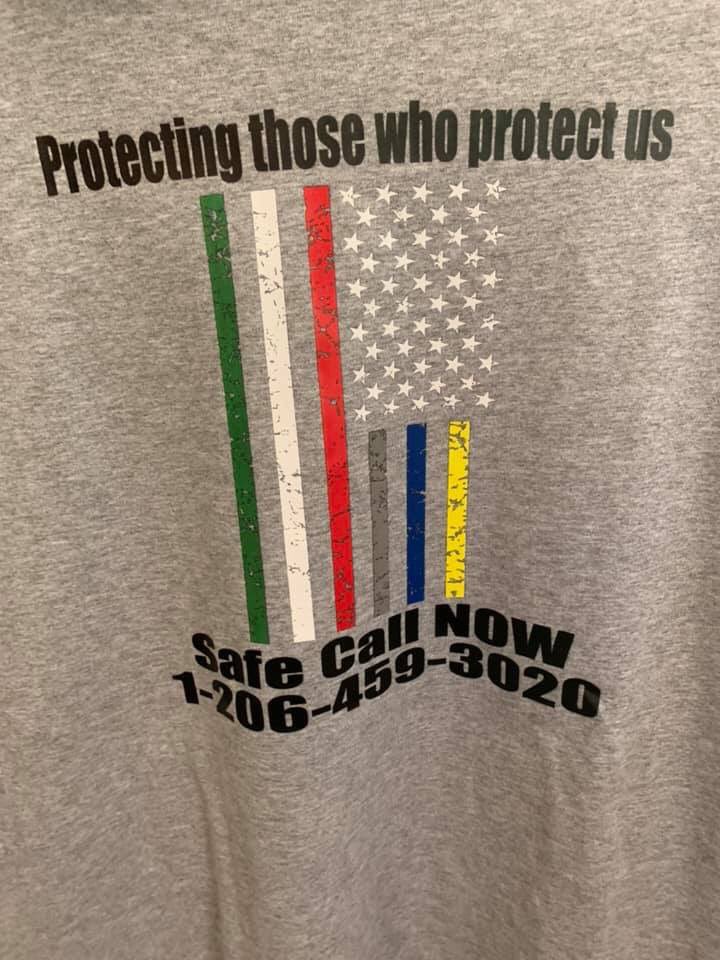 Protecting those who protect us
Safe Call NOW
1-206-459-3020